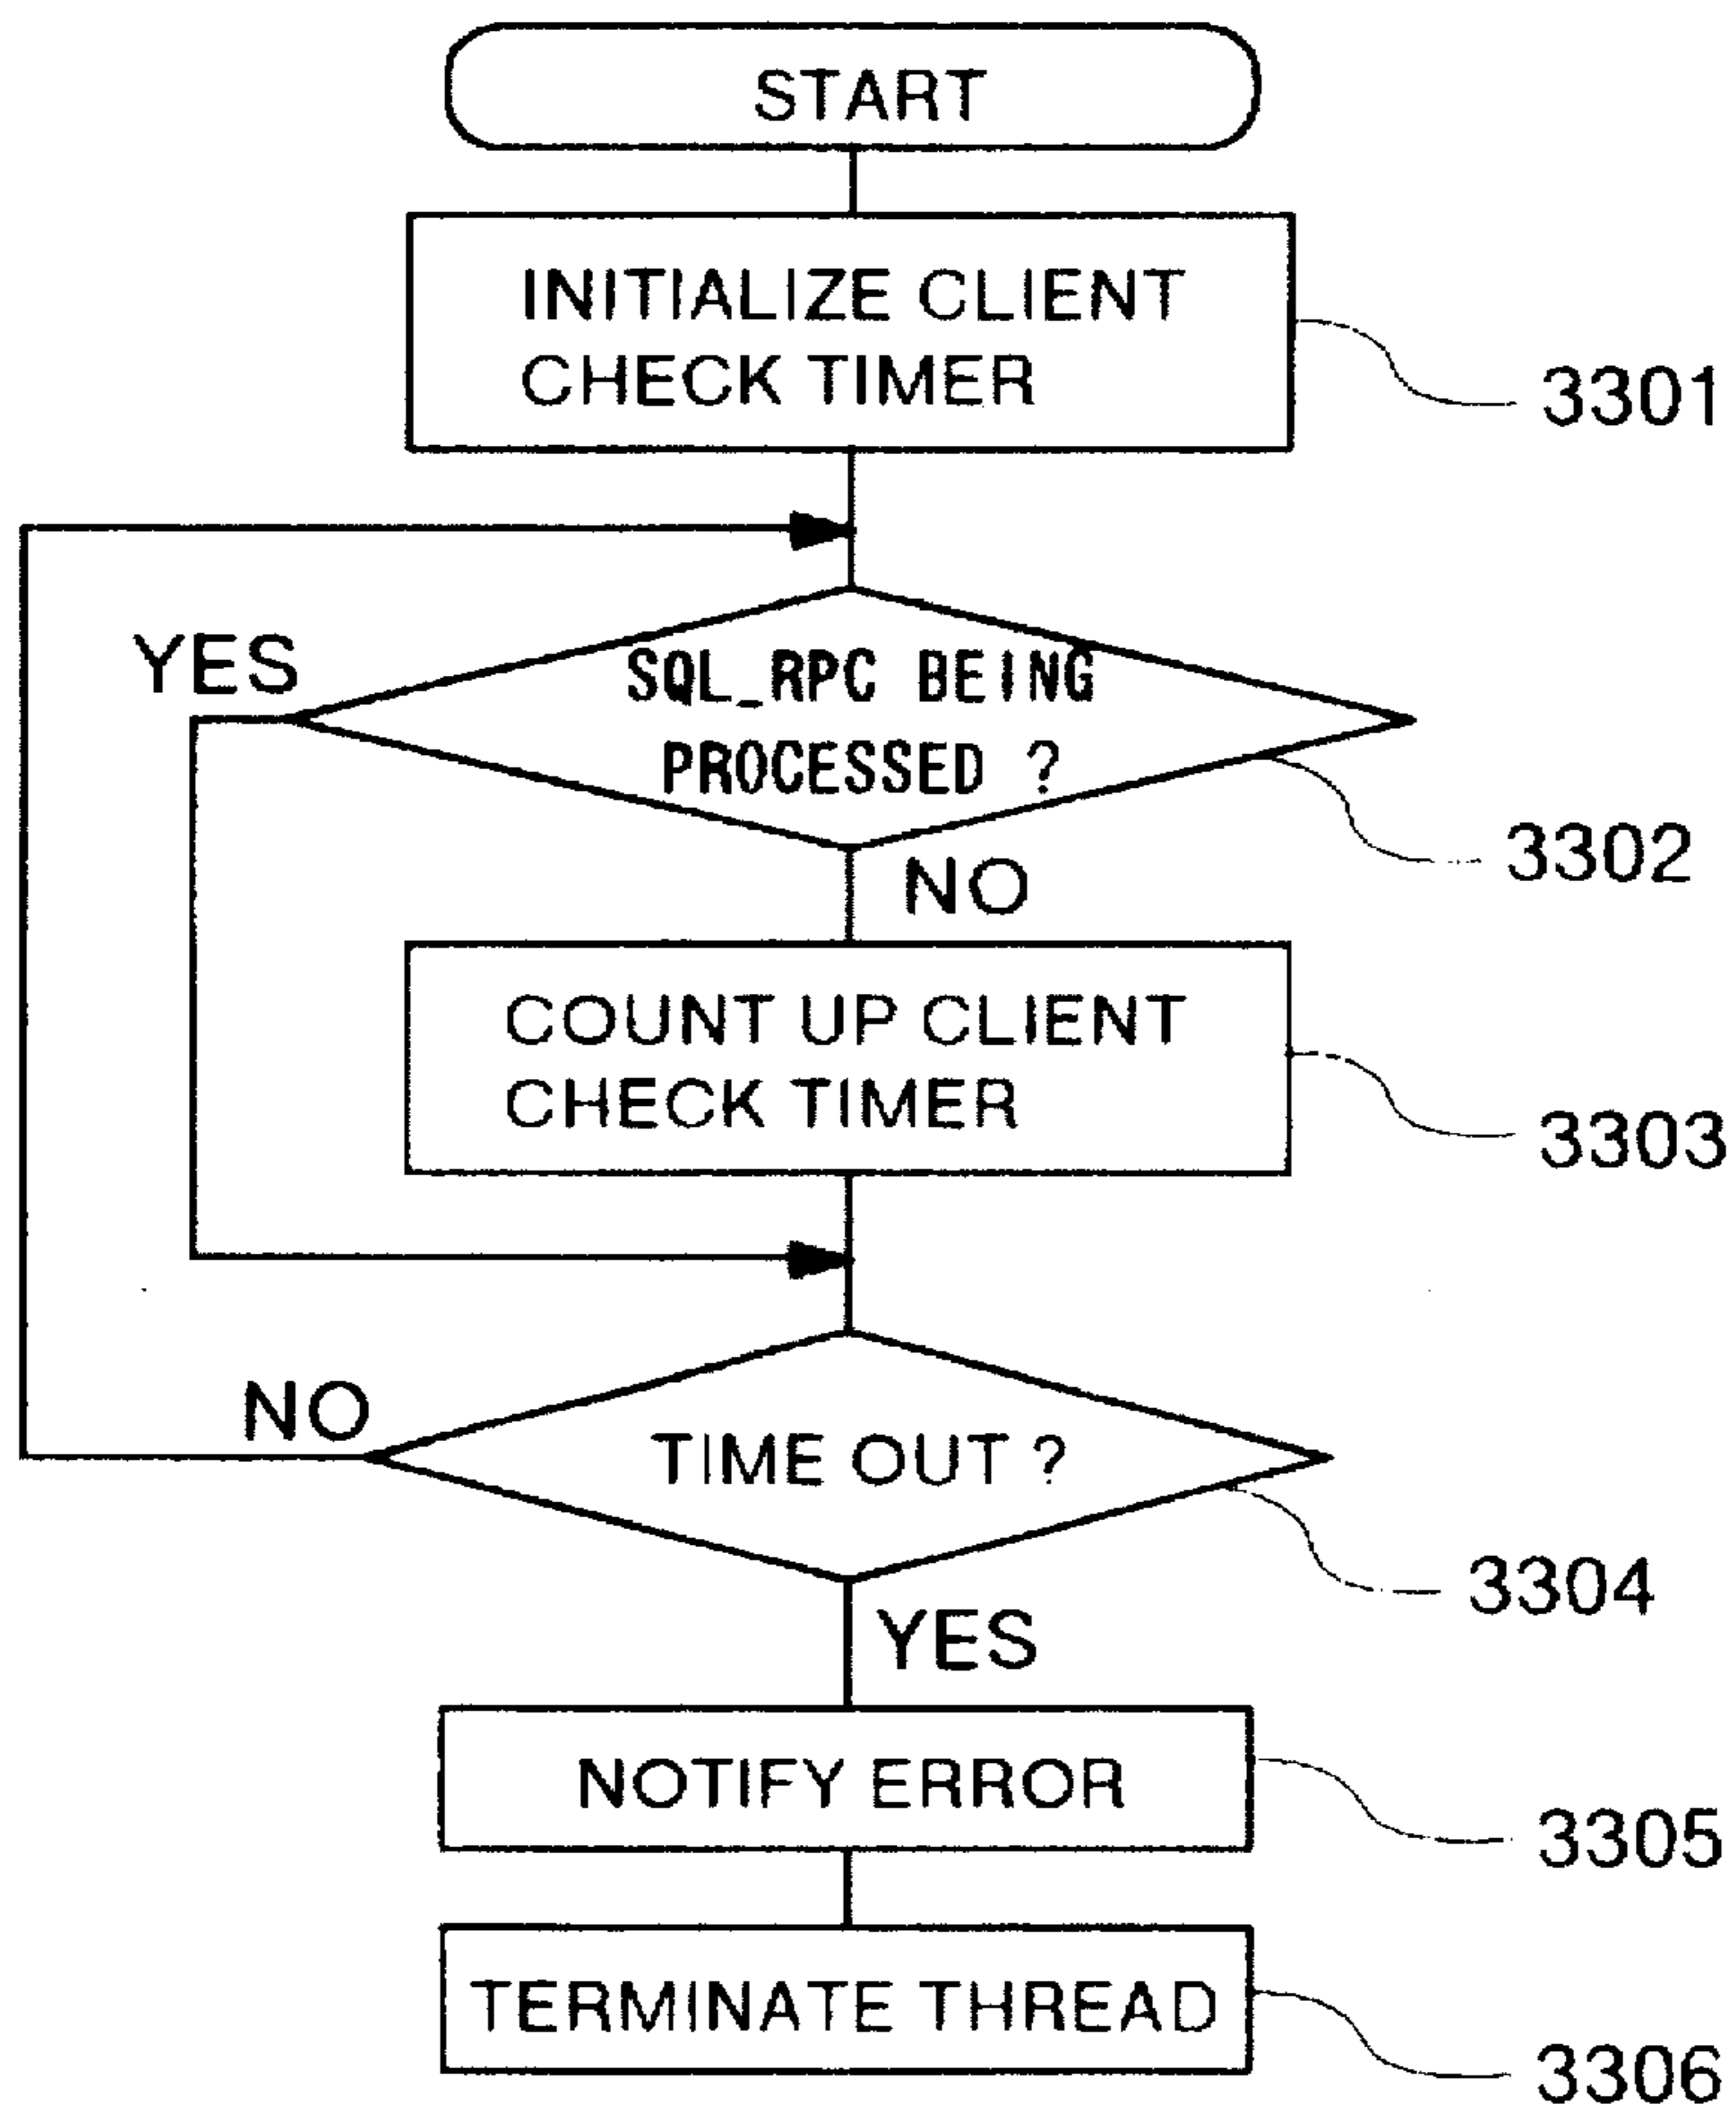 START
INITIALIZE CLIENT
CHECK TIMER
3301
YES
SQL_RPC BEING
PROCESSED ?
3302
NO
COUNT UP CLIENT
CHECK TIMER
3303
NO
TIME OUT ?
3304
YES
NOTIFY ERROR
3305
TERMINATE THREAD
3306